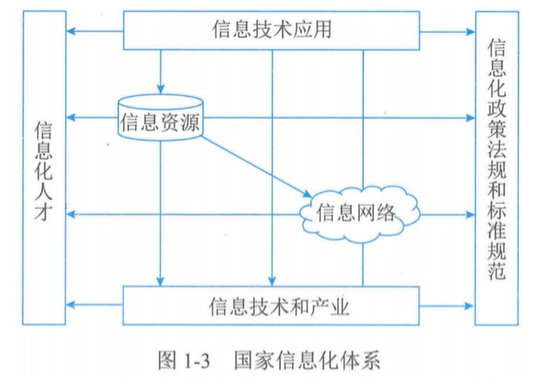 信息技术应用
信息资源
信息网络
信息化人才
信息化政策法规和标准规范
信息技术和产业
图 1-3 国家信息化体系